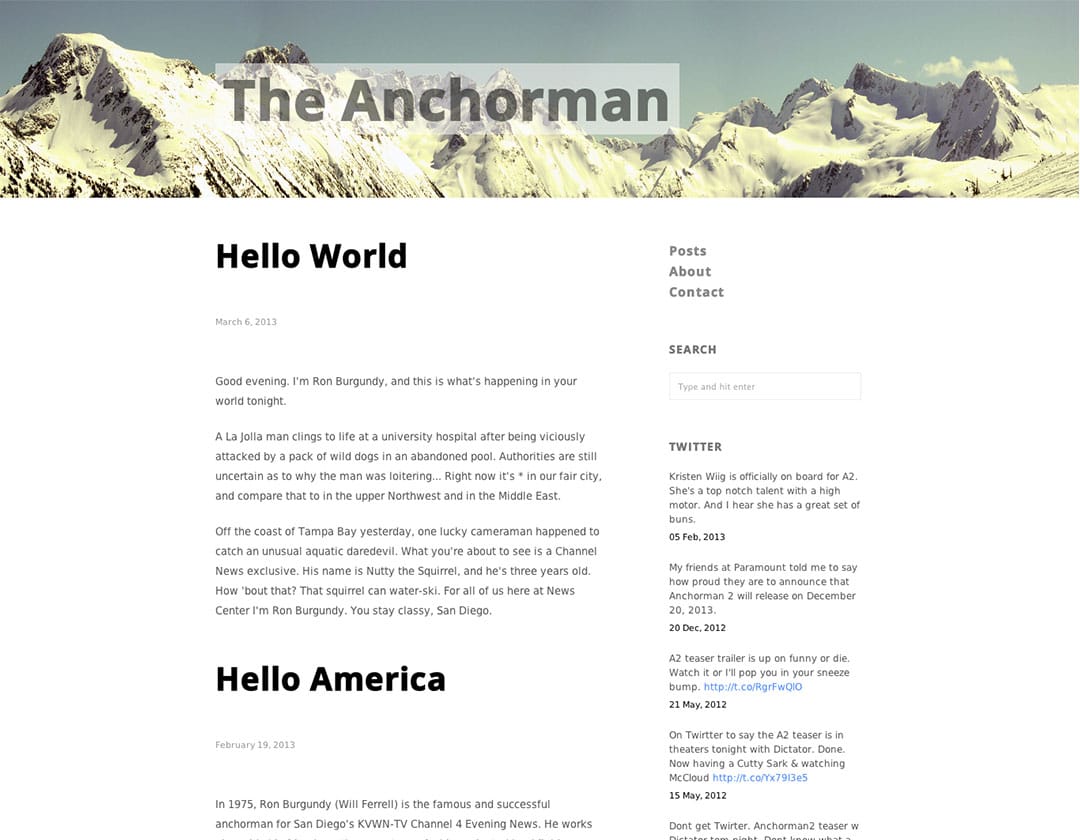 The Anchorman
Hello World
March 6, 2013
Good evening. I'm Ron Burgundy, and this is what's happening in your
world tonight.
A La Jolla man clings to life at a university hospital after being viciously
attacked by a pack of wild dogs in an abandoned pool. Authorities are still
uncertain as to why the man was loitering... Right now it's * in our fair city,
and compare that to in the upper Northwest and in the Middle East.
Off the coast of Tampa Bay yesterday, one lucky cameraman happened to
catch an unusual aquatic daredevil. What you're about to see is a Channel
News exclusive. His name is Nutty the Squirrel, and he's three years old.
How 'bout that? That squirrel can water-ski. For all of us here at News
Center I'm Ron Burgundy. You stay classy, San Diego.
Hello America
February 19, 2013
In 1975, Ron Burgundy (Will Ferrell) is the famous and successful
anchorman for San Diego's KVWN-TV Channel 4 Evening News. He works
Posts
About
Contact
SEARCH
Type and hit enter
TWITTER
Kristen Wiig is officially on board for A2.
She's a top notch talent with a high
motor. And I hear she has a great set of
buns.
05 Feb, 2013
My friends at Paramount told me to say
how proud they are to announce that
Anchorman 2 will release on December
20, 2013.
20 Dec, 2012
A2 teaser trailer is up on funny or die.
Watch it or I'll pop you in your sneeze
bump. http://t.co/RgrFwQlO
21 May, 2012
On Twirtter to say the A2 teaser is in
theaters tonight with Dictator. Done.
Now having a Cutty Sark & watching
McCloud http://t.co/Yx79I3e5
15 May, 2012
Dont get Twirter. Anchorman2 teaser w
Dictator tom night. Dont know what a